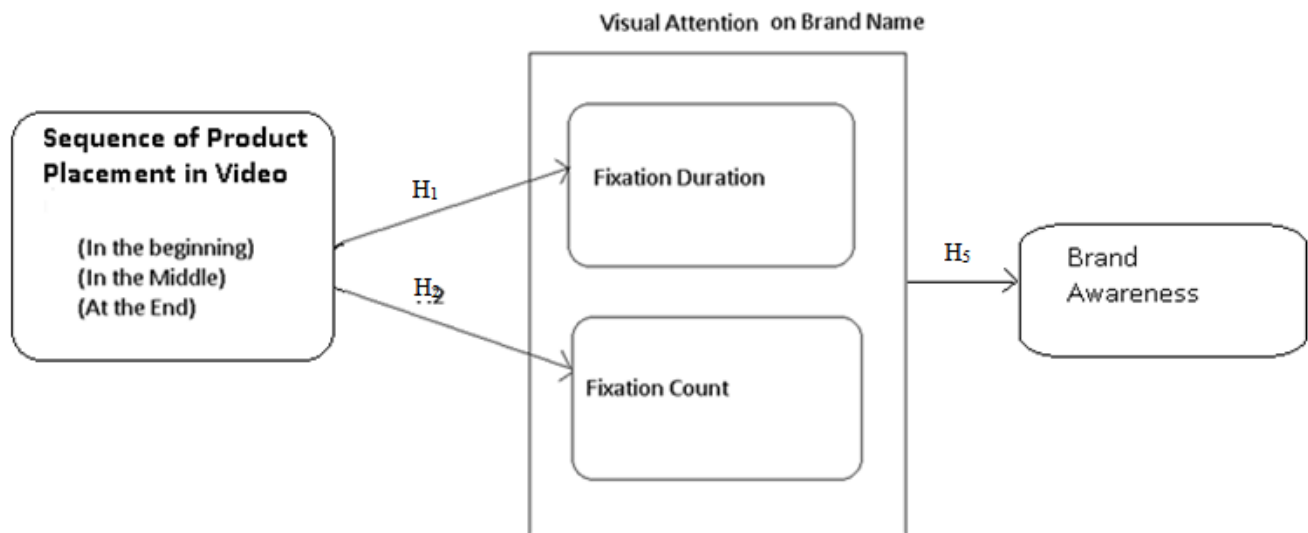 Visual Attention on Brand Name
Sequence of Product
Placement in Video
(In the beginning)
(In the Middle)
(At the End)
H₁
H₂
Fixation Duration
Fixation Count
H₅
Brand
Awareness